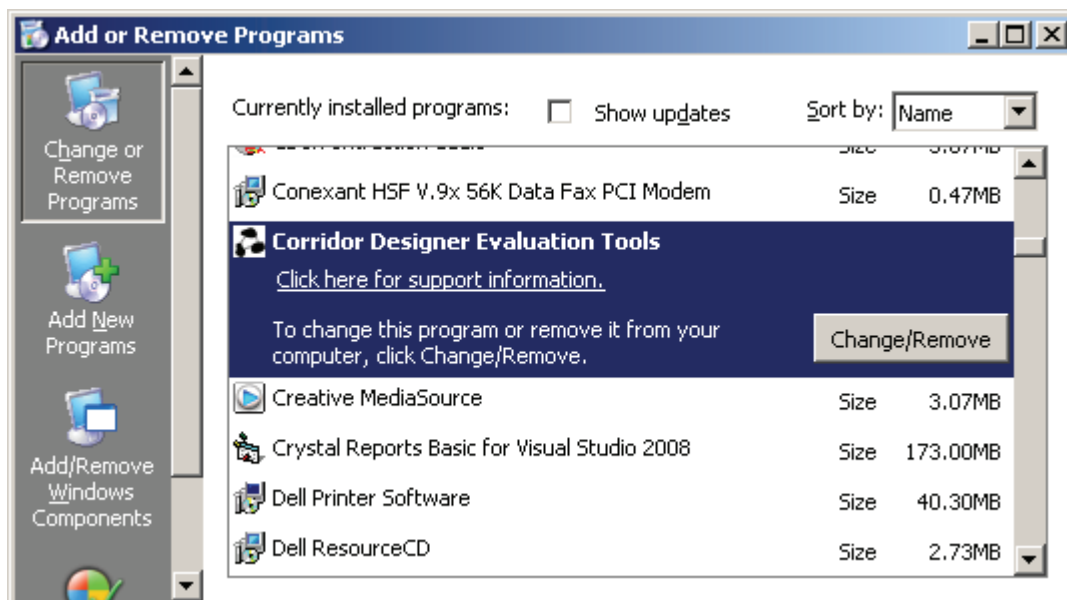 Add or Remove Programs
Change or
Remove
Programs
Add New
Programs
Add/Remove
Windows
Components
Currently installed programs:
Show updates
Sort by:
Name
Conexant HSF V.9x 56K Data Fax PCI Modem
Size
0.47MB
Corridor Designer Evaluation Tools
Click here for support information.
To change this program or remove it from your
computer, click Change/Remove.
Change/Remove
Creative MediaSource
Size
3.07MB
Crystal Reports Basic for Visual Studio 2008
Size
173.00MB
Dell Printer Software
Size
40.30MB
Dell ResourceCD
Size
2.73MB